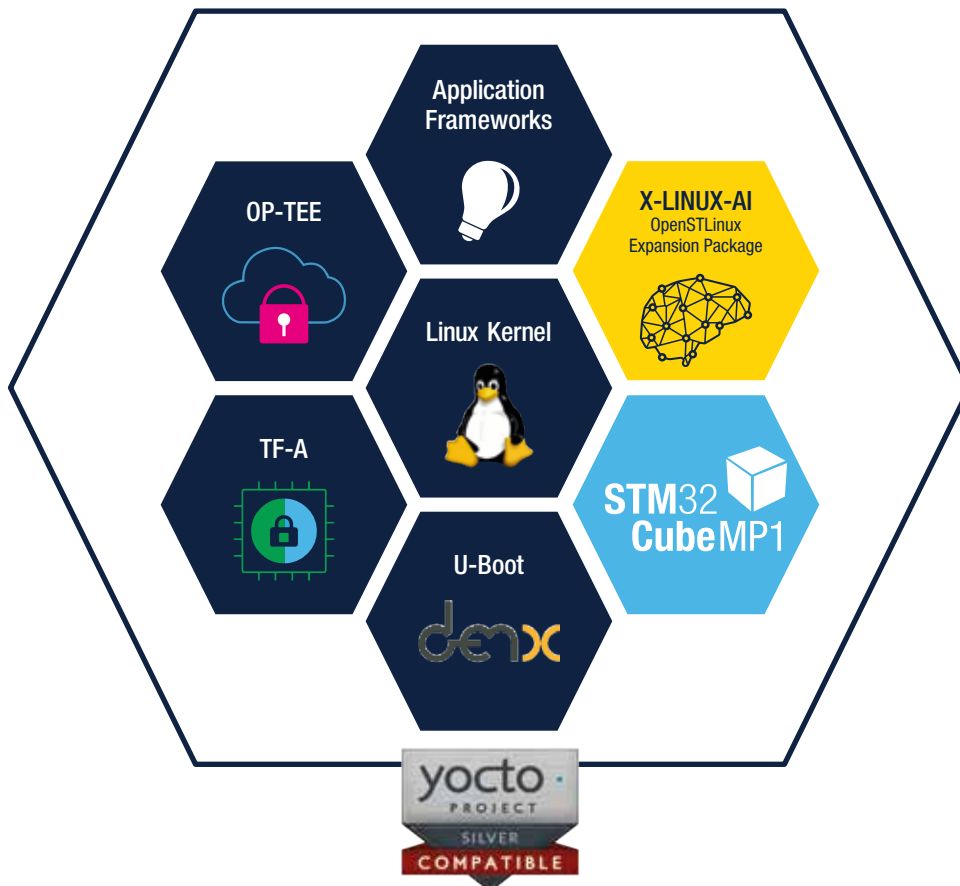 Application
Frameworks
OP-TEE
X-LINUX-AI
OpenSTLinux
Expansion Package
Linux Kernel
TF-A
STM32
CubeMP1
U-Boot
denx
yocto
PROJECT
SILVER
COMPATIBLE